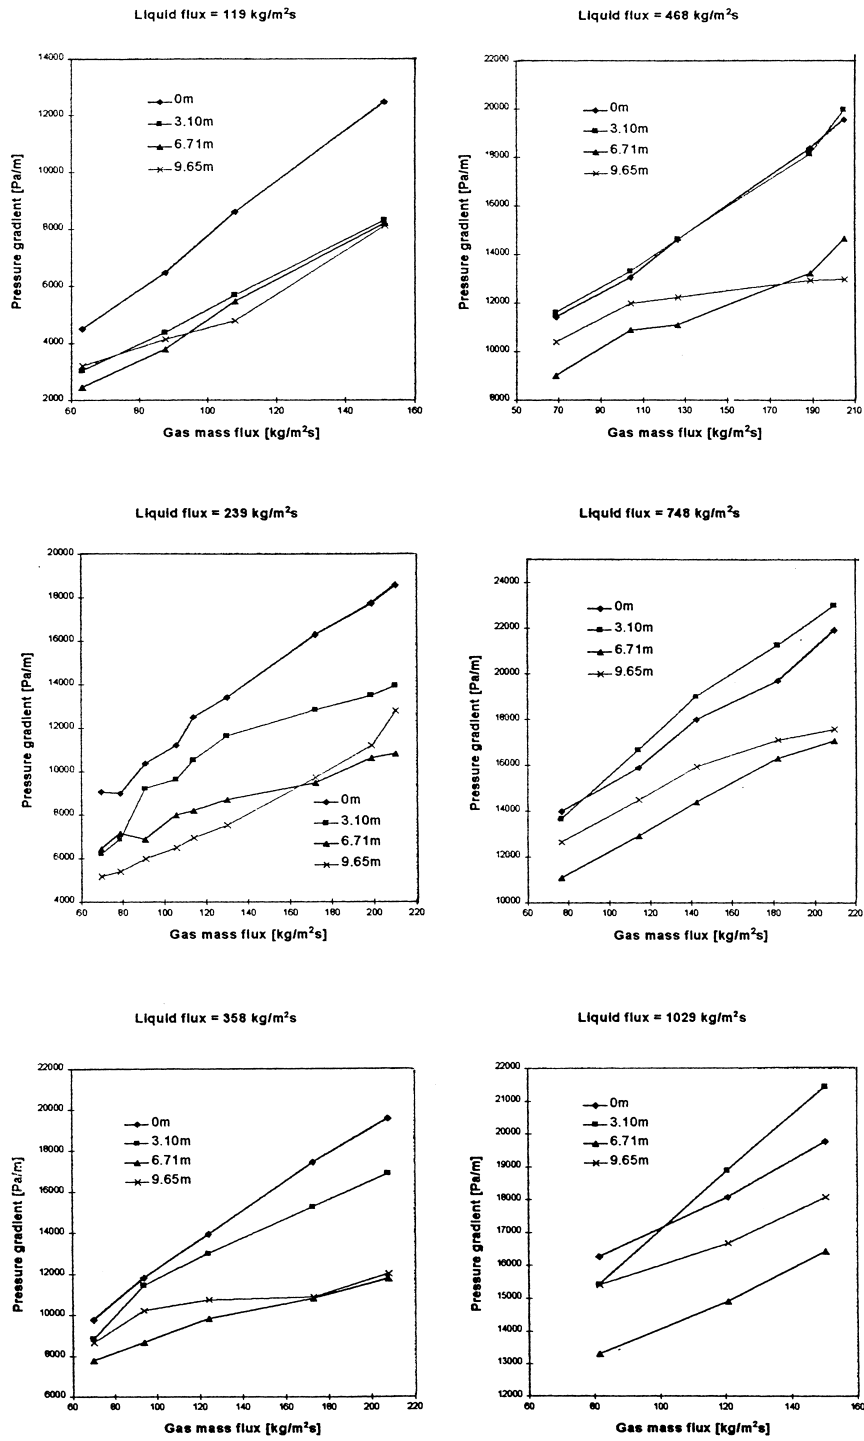 Liquid flux = 119 kg/m²s
14000
12000
10000
8000
6000
4000
2000
60
80
100
120
140
160
0m
3.10m
6.71m
9.65m
Pressure gradient [Pa/m]
Gas mass flux [kg/m²s]
Liquid flux = 468 kg/m²s
22000
20000
18000
16000
14000
12000
10000
8000
50
70
90
110
130
150
170
190
210
0m
3.10m
6.71m
9.65m
Pressure gradient [Pa/m]
Gas mass flux [kg/m²s]
Liquid flux = 239 kg/m²s
20000
18000
16000
14000
12000
10000
8000
6000
4000
60
80
100
120
140
160
180
200
220
0m
3.10m
6.71m
9.65m
Pressure gradient [Pa/m]
Gas mass flux [kg/m²s]
Liquid flux = 748 kg/m²s
24000
22000
20000
18000
16000
14000
12000
10000
60
80
100
120
140
160
180
200
220
0m
3.10m
6.71m
9.65m
Pressure gradient [Pa/m]
Gas mass flux [kg/m²s]
Liquid flux = 358 kg/m²s
22000
20000
18000
16000
14000
12000
10000
8000
6000
60
80
100
120
140
160
180
200
220
0m
3.10m
6.71m
9.65m
Pressure gradient [Pa/m]
Gas mass flux [kg/m²s]
Liquid flux = 1029 kg/m²s
22000
21000
20000
19000
18000
17000
16000
15000
14000
13000
12000
60
80
100
120
140
160
0m
3.10m
6.71m
9.65m
Pressure gradient [Pa/m]
Gas mass flux [kg/m²s]